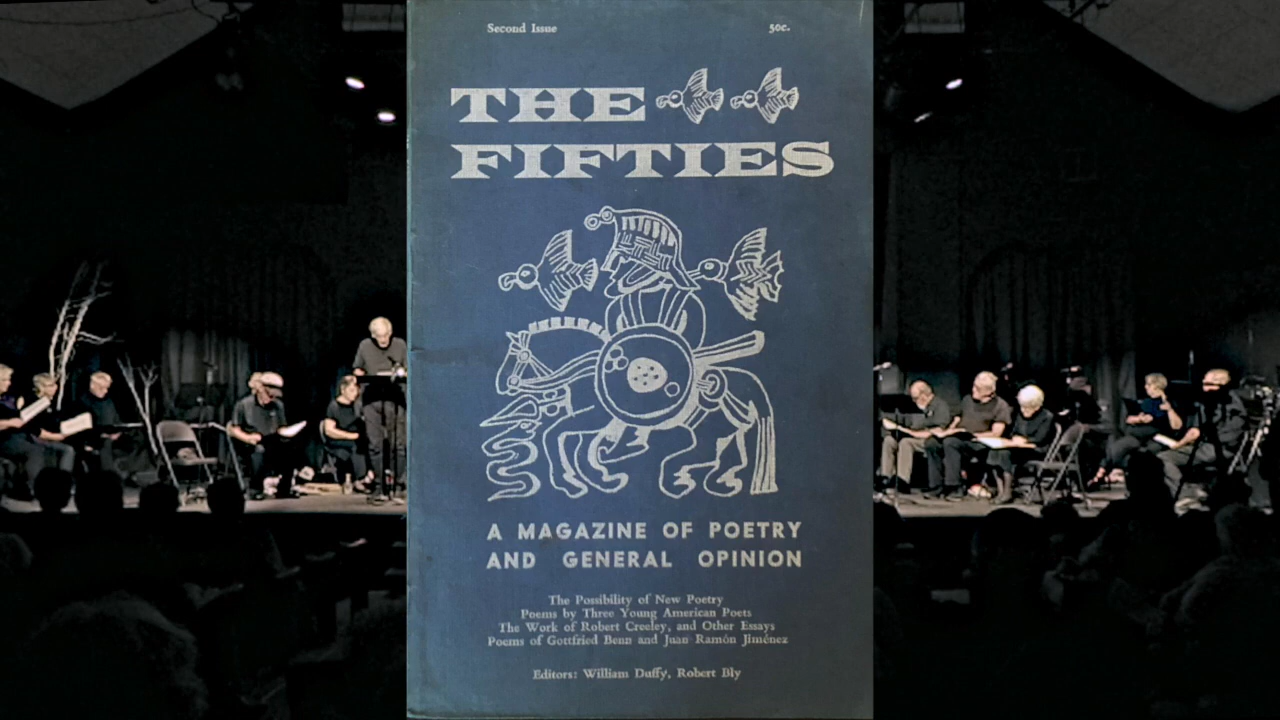 Second Issue 50c.
THE
FIFTIES
A MAGAZINE OF POETRY
AND GENERAL OPINION
The Possibility of New Poetry
Poems by Three Young American Poets
The Work of Robert Creeley, and Other Essays
Poems of Gottfried Benn and Juan Ramón Jiménez
Editors: William Duffy, Robert Bly